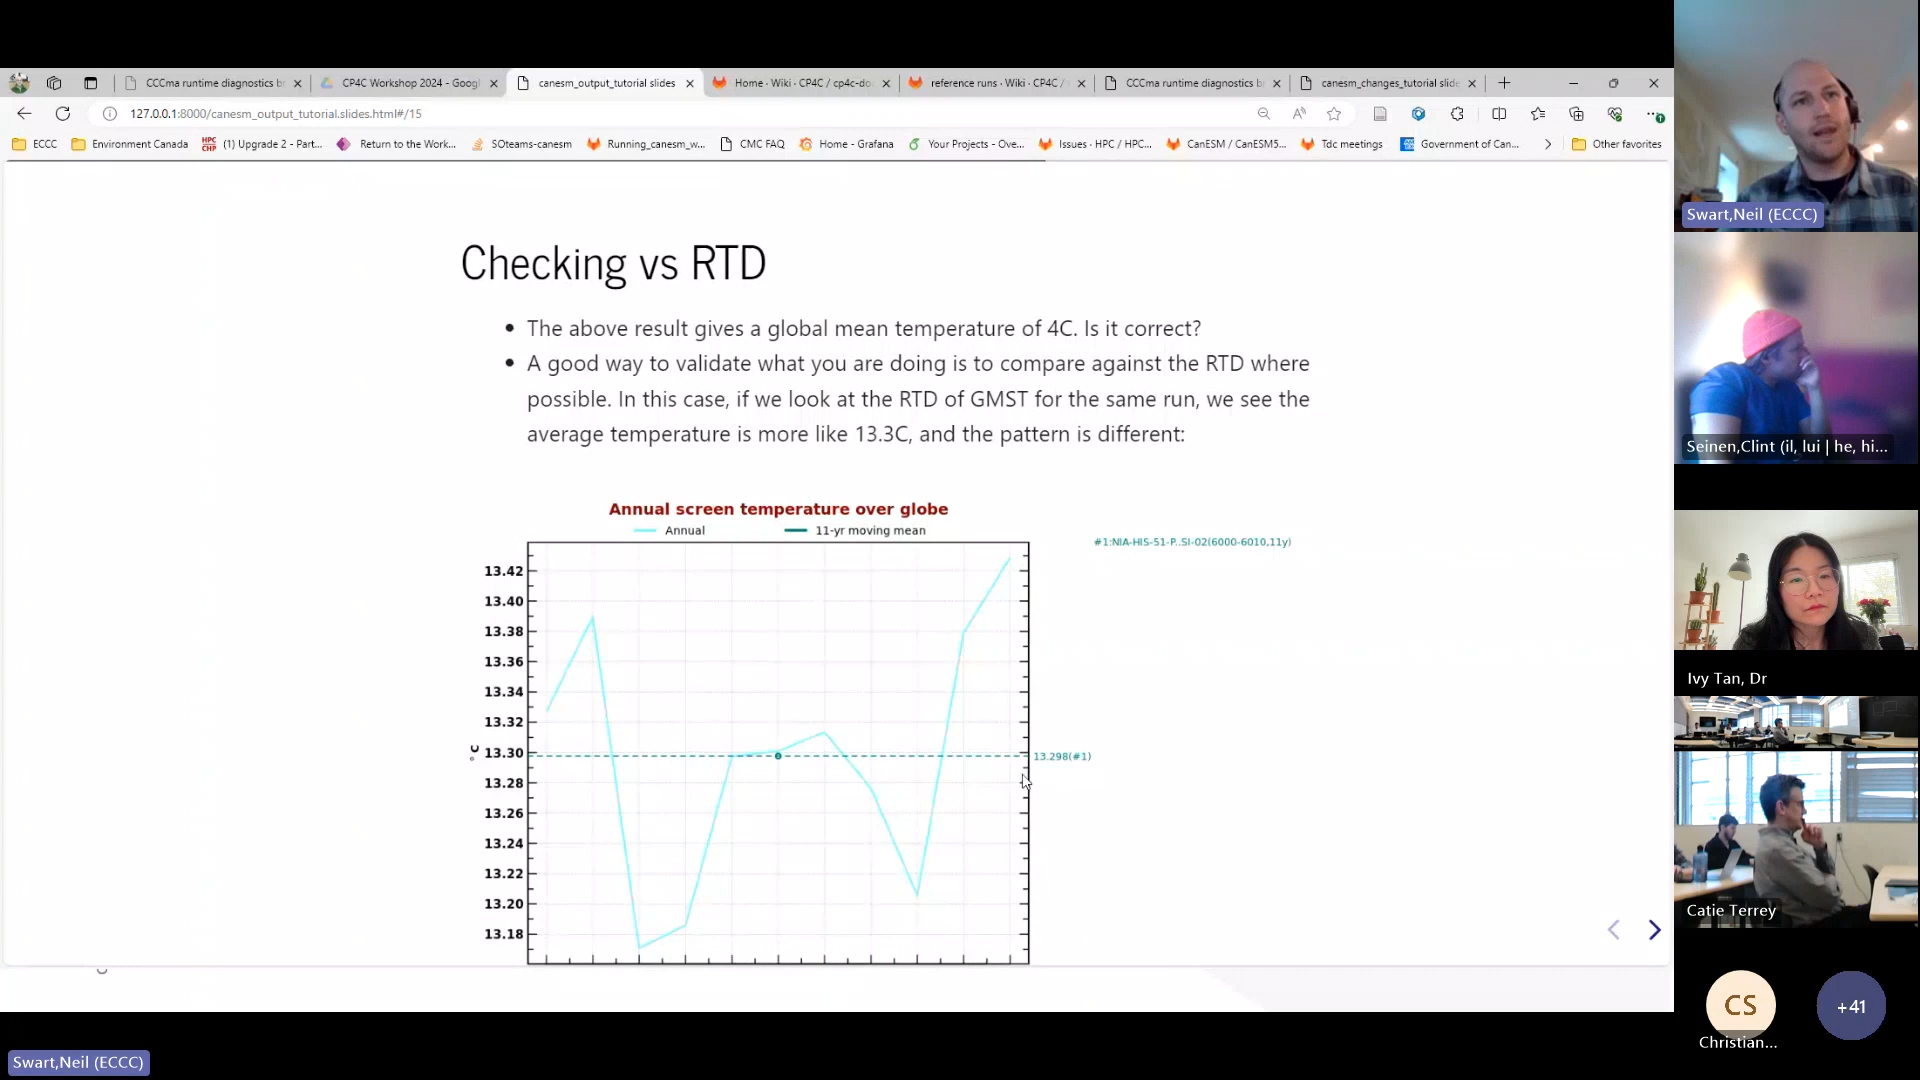 CCCma runtime diagnostics b
CP4C Workshop 2024 - Googl
canesm_output_tutorial slides
Home · Wiki · CP4C / cp4c-do
reference runs · Wiki · CP4C /
CCCma runtime diagnostics b
canesm_changes_tutorial slide
127.0.0.1:8000/canesm_output_tutorial.slides.html#/15
ECCC
Environment Canada
HPC CHP
(1) Upgrade 2 - Part...
Return to the Work...
SOteams-canesm
Running_canesm_w...
CMC FAQ
Home - Grafana
Your Projects - Ove...
Issues · HPC / HPC...
CanESM / CanESM5...
Tdc meetings
Government of Can...
Other favorites
Checking vs RTD
• The above result gives a global mean temperature of 4C. Is it correct?
• A good way to validate what you are doing is to compare against the RTD where
possible. In this case, if we look at the RTD of GMST for the same run, we see the
average temperature is more like 13.3C, and the pattern is different:
Annual screen temperature over globe
Annual
11-yr moving mean
#1:NIA-HIS-51-P..SI-02(6000-6010,11y)
13.42
13.40
13.38
13.36
13.34
13.32
13.30
13.28
13.26
13.24
13.22
13.20
13.18
°C
13.298(#1)
Swart,Neil (ECCC)
Seinen,Clint (il, lui | he, hi...
Ivy Tan, Dr
Catie Terrey
CS
Christian...
+41
Swart,Neil (ECCC)